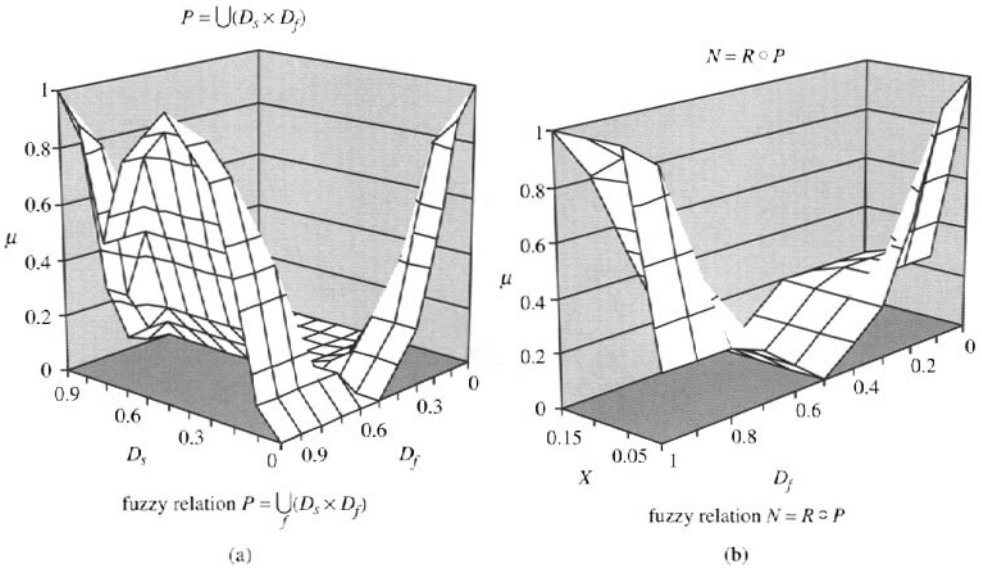 P = ⋃(D_s × D_f)
N = R ○ P
1
0.8
0.6
μ
0.4
0.2
0
0.9
0.6
0.3
0
D_s
0.9
0.6
0.3
0
D_f
1
0.8
0.6
μ
0.4
0.2
0
0.15
0.05
X
1
0.8
0.6
0.4
0.2
0
D_f
fuzzy relation P = ⋃_f (D_s × D_f)
fuzzy relation N = R ○ P
(a)
(b)